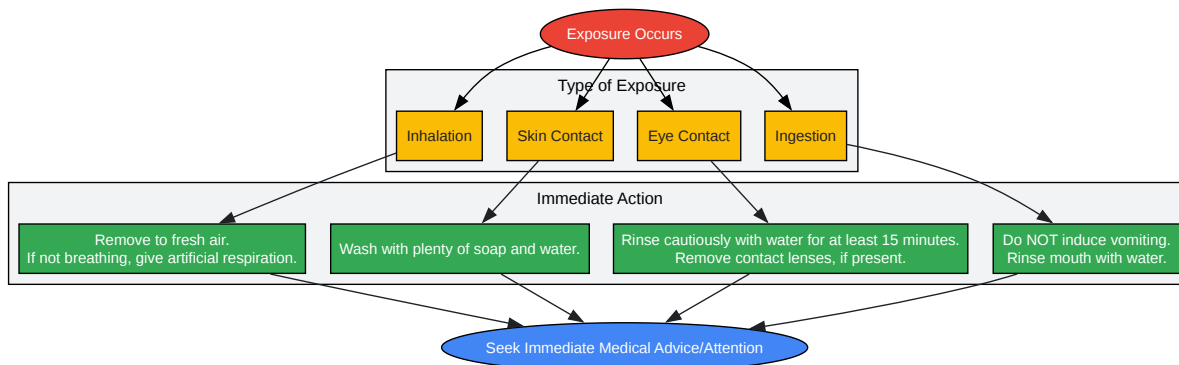 Exposure Occurs
Type of Exposure
Inhalation
Skin Contact
Eye Contact
Ingestion
Immediate Action
Remove to fresh air.
If not breathing, give artificial respiration.
Wash with plenty of soap and water.
Rinse cautiously with water for at least 15 minutes.
Remove contact lenses, if present.
Do NOT induce vomiting.
Rinse mouth with water.
Seek Immediate Medical Advice/Attention